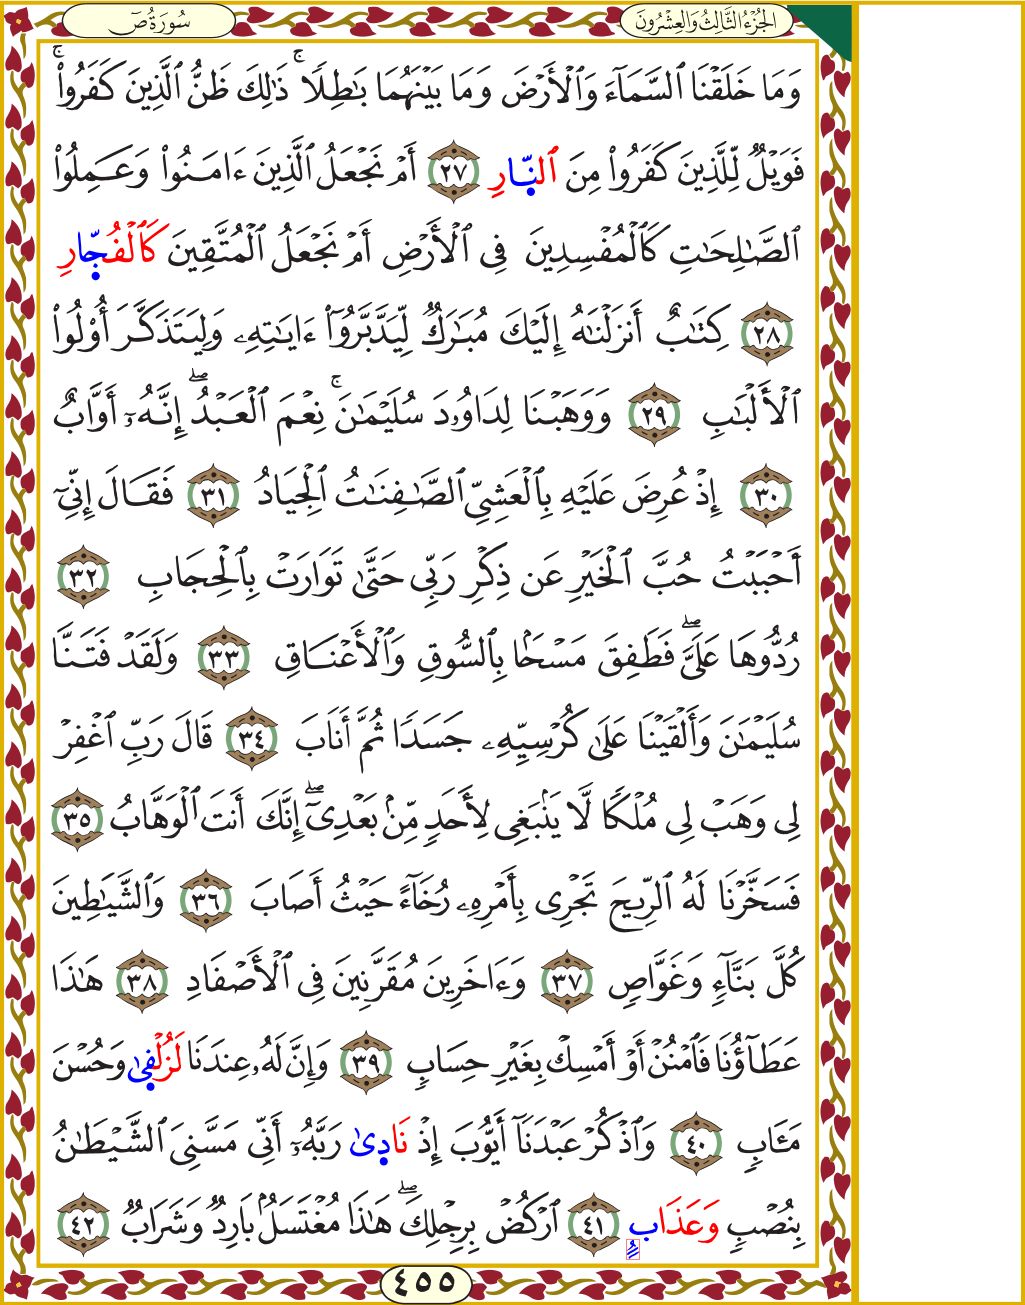 الجُزْءُ الثَّالِثُ وَالعِشْرُونَ
سُورَةُ صٓ
وَمَا خَلَقْنَا ٱلسَّمَآءَ وَٱلْأَرْضَ وَمَا بَيْنَهُمَا بَٰطِلًا ۚ ذَٰلِكَ ظَنُّ ٱلَّذِينَ كَفَرُوا۟ ۚ
فَوَيْلٌ لِّلَّذِينَ كَفَرُوا۟ مِنَ ٱلنَّارِ ٢٧ أَمْ نَجْعَلُ ٱلَّذِينَ ءَامَنُوا۟ وَعَمِلُوا۟
ٱلصَّٰلِحَٰتِ كَٱلْمُفْسِدِينَ فِى ٱلْأَرْضِ أَمْ نَجْعَلُ ٱلْمُتَّقِينَ كَٱلْفُجَّارِ
٢٨ كِتَٰبٌ أَنزَلْنَٰهُ إِلَيْكَ مُبَٰرَكٌ لِّيَدَّبَّرُوٓا۟ ءَايَٰتِهِۦ وَلِيَتَذَكَّرَ أُو۟لُوا۟
ٱلْأَلْبَٰبِ ٢٩ وَوَهَبْنَا لِدَاوُۥدَ سُلَيْمَٰنَ ۚ نِعْمَ ٱلْعَبْدُ ۖ إِنَّهُۥٓ أَوَّابٌ
٣٠ إِذْ عُرِضَ عَلَيْهِ بِٱلْعَشِىِّ ٱلصَّٰفِنَٰتُ ٱلْجِيَادُ ٣١ فَقَالَ إِنِّىٓ
أَحْبَبْتُ حُبَّ ٱلْخَيْرِ عَن ذِكْرِ رَبِّى حَتَّىٰ تَوَارَتْ بِٱلْحِجَابِ ٣٢
رُدُّوهَا عَلَىَّ ۖ فَطَفِقَ مَسْحًۢا بِٱلسُّوقِ وَٱلْأَعْنَاقِ ٣٣ وَلَقَدْ فَتَنَّا
سُلَيْمَٰنَ وَأَلْقَيْنَا عَلَىٰ كُرْسِيِّهِۦ جَسَدًا ثُمَّ أَنَابَ ٣٤ قَالَ رَبِّ ٱغْفِرْ
لِى وَهَبْ لِى مُلْكًا لَّا يَنۢبَغِى لِأَحَدٍ مِّنۢ بَعْدِىٓ ۖ إِنَّكَ أَنتَ ٱلْوَهَّابُ ٣٥
فَسَخَّرْنَا لَهُ ٱلرِّيحَ تَجْرِى بِأَمْرِهِۦ رُخَآءً حَيْثُ أَصَابَ ٣٦ وَٱلشَّيَٰطِينَ
كُلَّ بَنَّآءٍ وَغَوَّاصٍ ٣٧ وَءَاخَرِينَ مُقَرَّنِينَ فِى ٱلْأَصْفَادِ ٣٨ هَٰذَا
عَطَآؤُنَا فَٱمْنُنْ أَوْ أَمْسِكْ بِغَيْرِ حِسَابٍ ٣٩ وَإِنَّ لَهُۥ عِندَنَا لَزُلْفَىٰ وَحُسْنَ
مَـَٔابٍ ٤٠ وَٱذْكُرْ عَبْدَنَآ أَيُّوبَ إِذْ نَادَىٰ رَبَّهُۥٓ أَنِّى مَسَّنِىَ ٱلشَّيْطَٰنُ
بِنُصْبٍ وَعَذَابٍ ٤١ ٱرْكُضْ بِرِجْلِكَ ۖ هَٰذَا مُغْتَسَلٌۢ بَارِدٌ وَشَرَابٌ ٤٢
٤٥٥